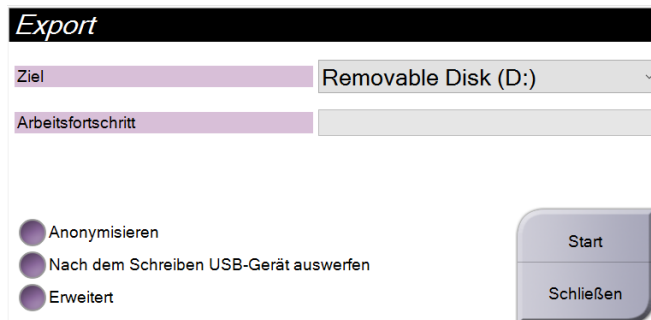 Export
Ziel
Removable Disk (D:)
Arbeitsfortschritt
Anonymisieren
Nach dem Schreiben USB-Gerät auswerfen
Erweitert
Start
Schließen